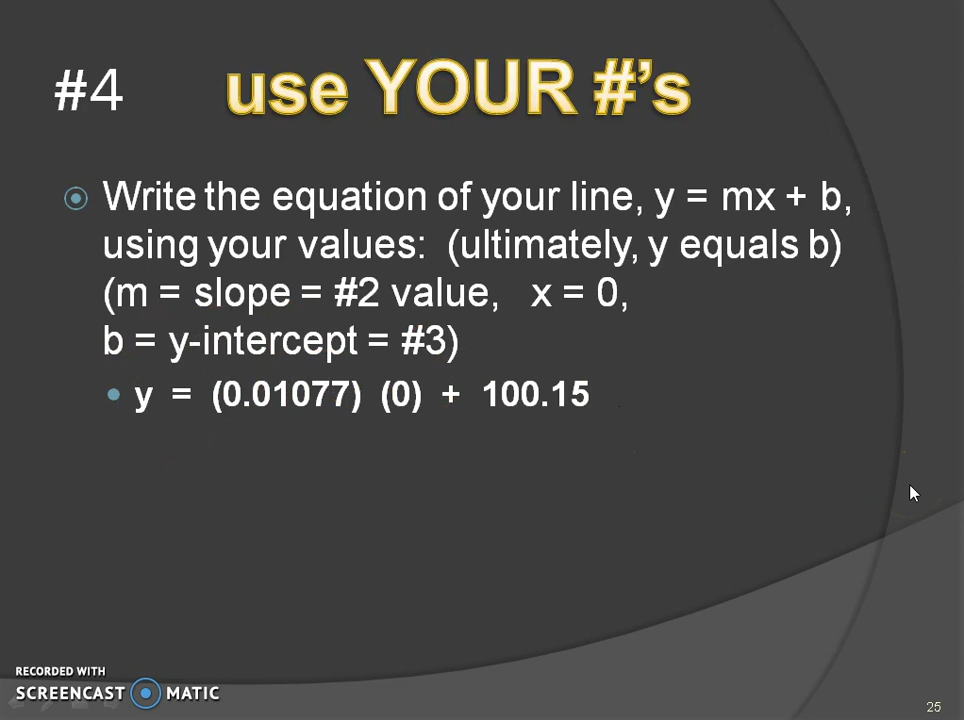 #4 use YOUR #'s
Write the equation of your line, y = mx + b,
using your values: (ultimately, y equals b)
(m = slope = #2 value, x = 0,
b = y-intercept = #3)
y = (0.01077) (0) + 100.15
RECORDED WITH
SCREENCAST MATIC
25